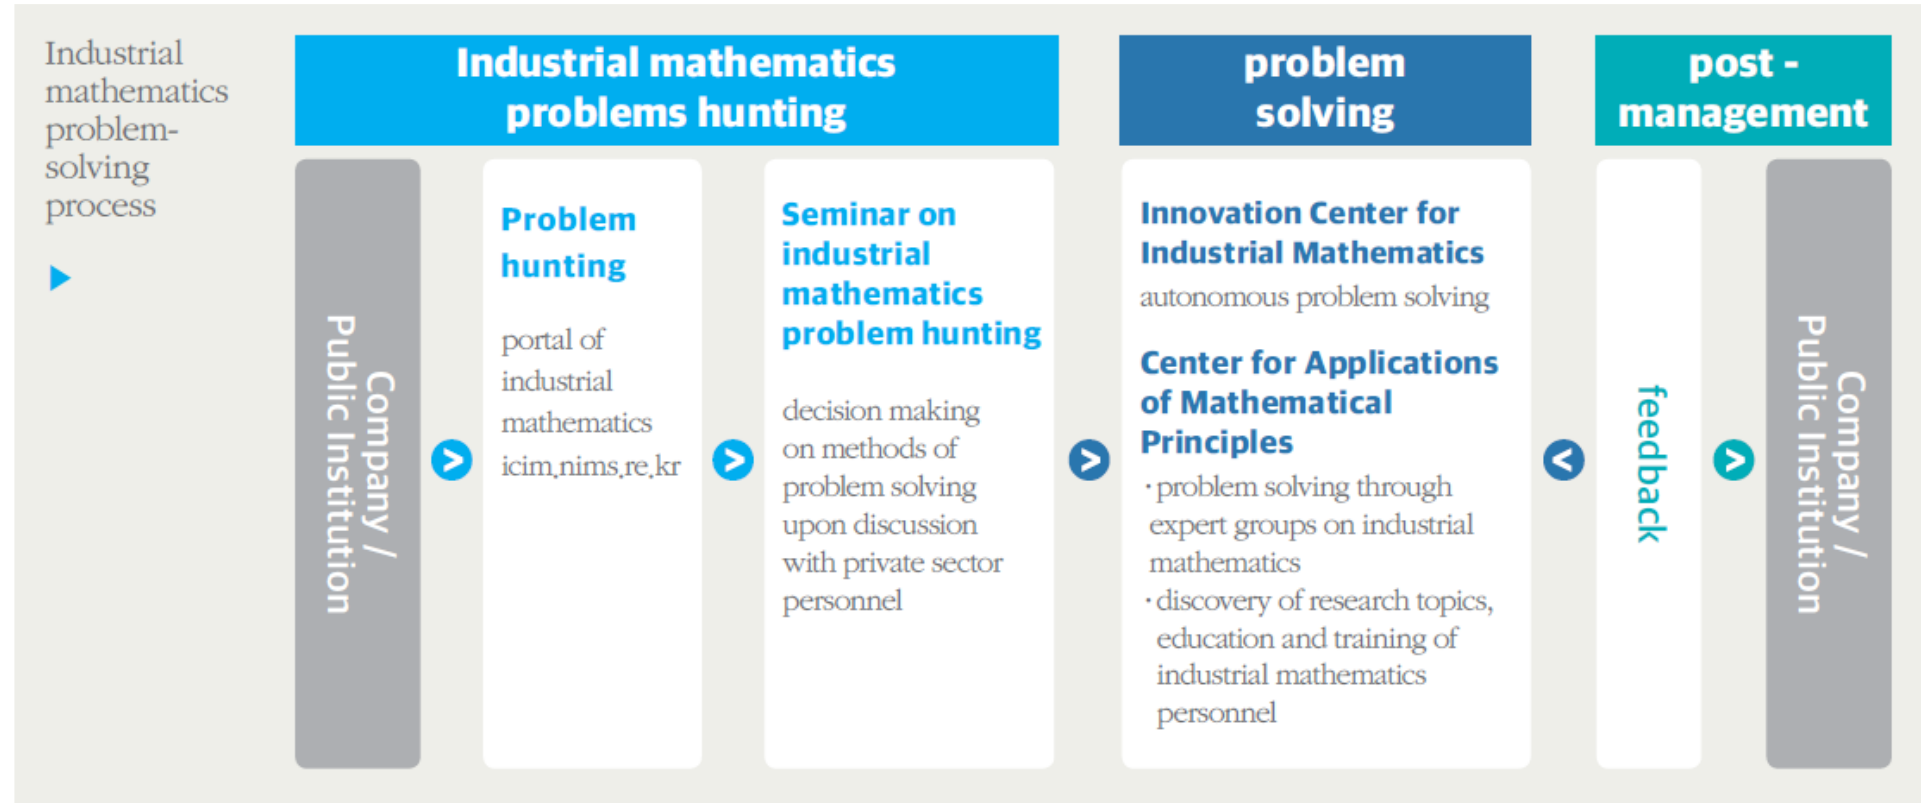 Industrial
mathematics
problem-
solving
process
Industrial mathematics
problems hunting
problem
solving
post -
management
Company /
Public Institution
Problem
hunting
portal of
industrial
mathematics
icim.nims.re.kr
Seminar on
industrial
mathematics
problem hunting
decision making
on methods of
problem solving
upon discussion
with private sector
personnel
Innovation Center for
Industrial Mathematics
autonomous problem solving
Center for Applications
of Mathematical
Principles
·problem solving through
expert groups on industrial
mathematics
·discovery of research topics,
education and training of
industrial mathematics
personnel
feedback
Company /
Public Institution